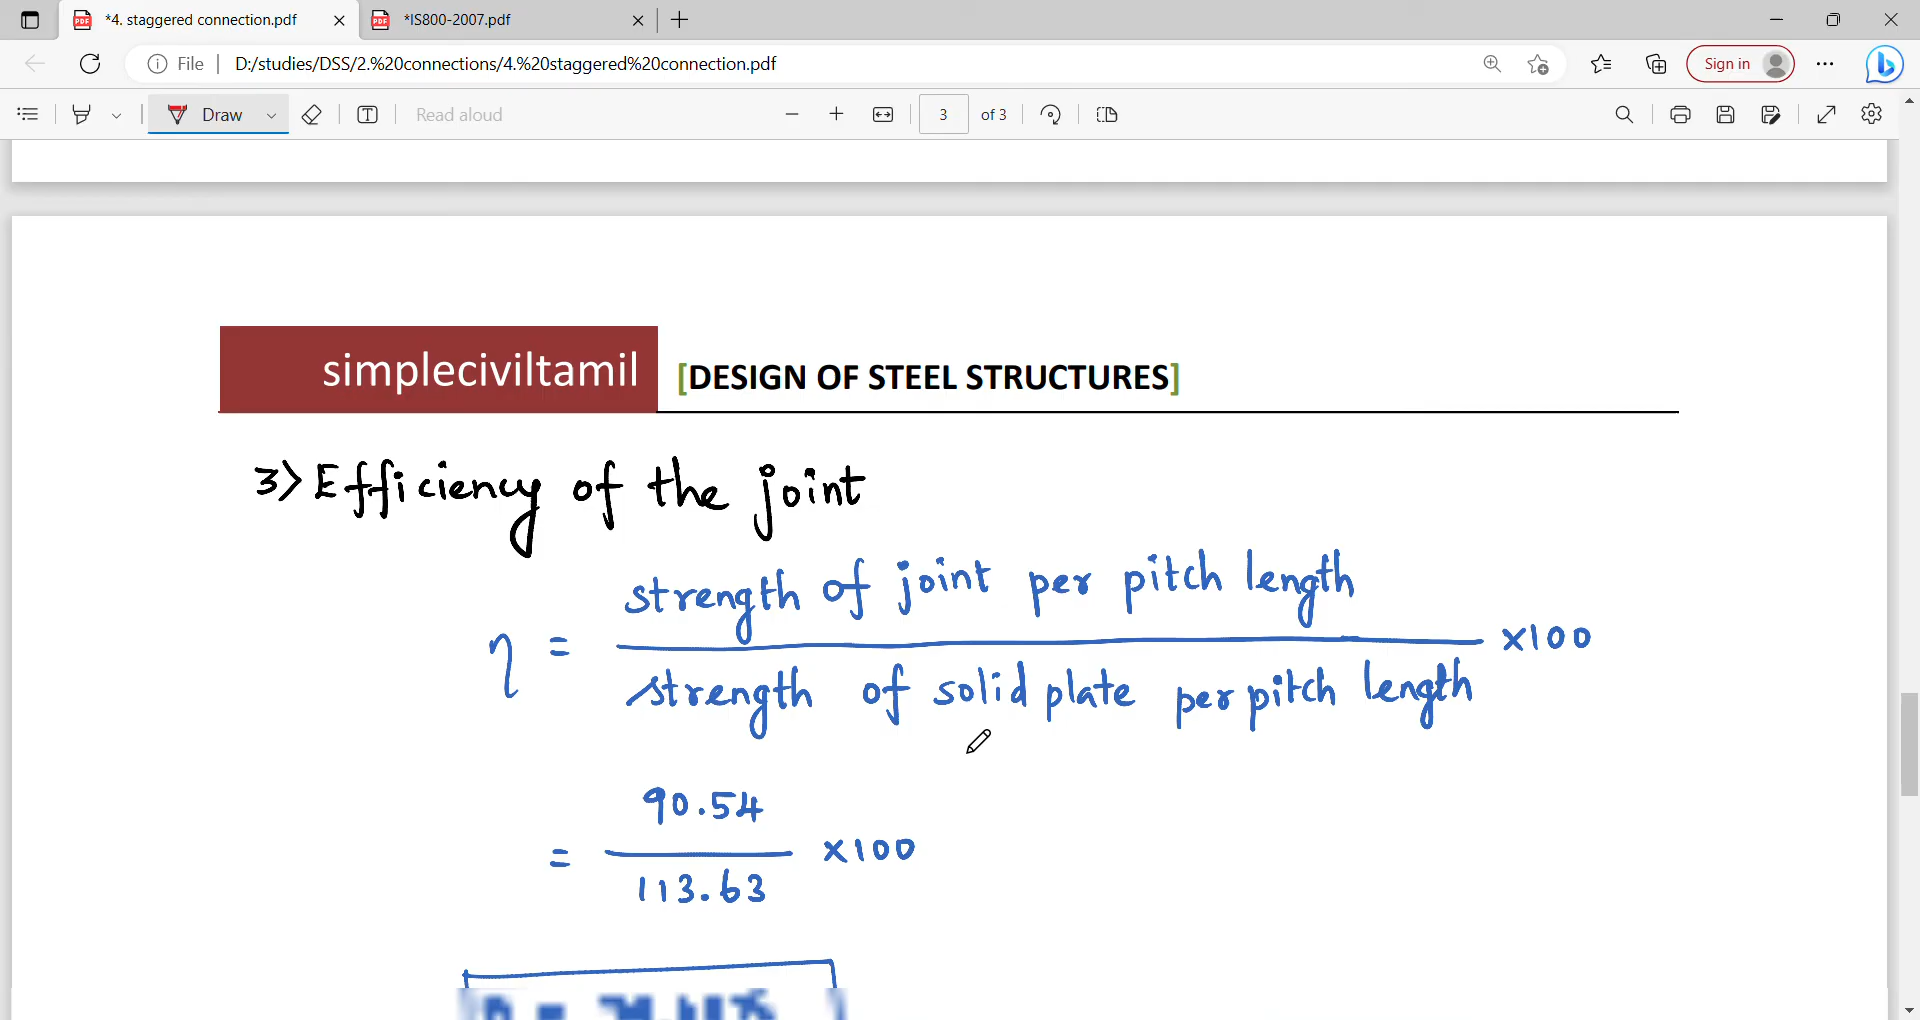 *4. staggered connection.pdf
*IS800-2007.pdf
File
D:/studies/DSS/2.%20connections/4.%20staggered%20connection.pdf
Sign in
Draw
Read aloud
3 of 3
simpleciviltamil [DESIGN OF STEEL STRUCTURES]
3) Efficiency of the joint
strength of joint per pitch length
η = ×100
strength of solid plate per pitch length
90.54
= ×100
113.63